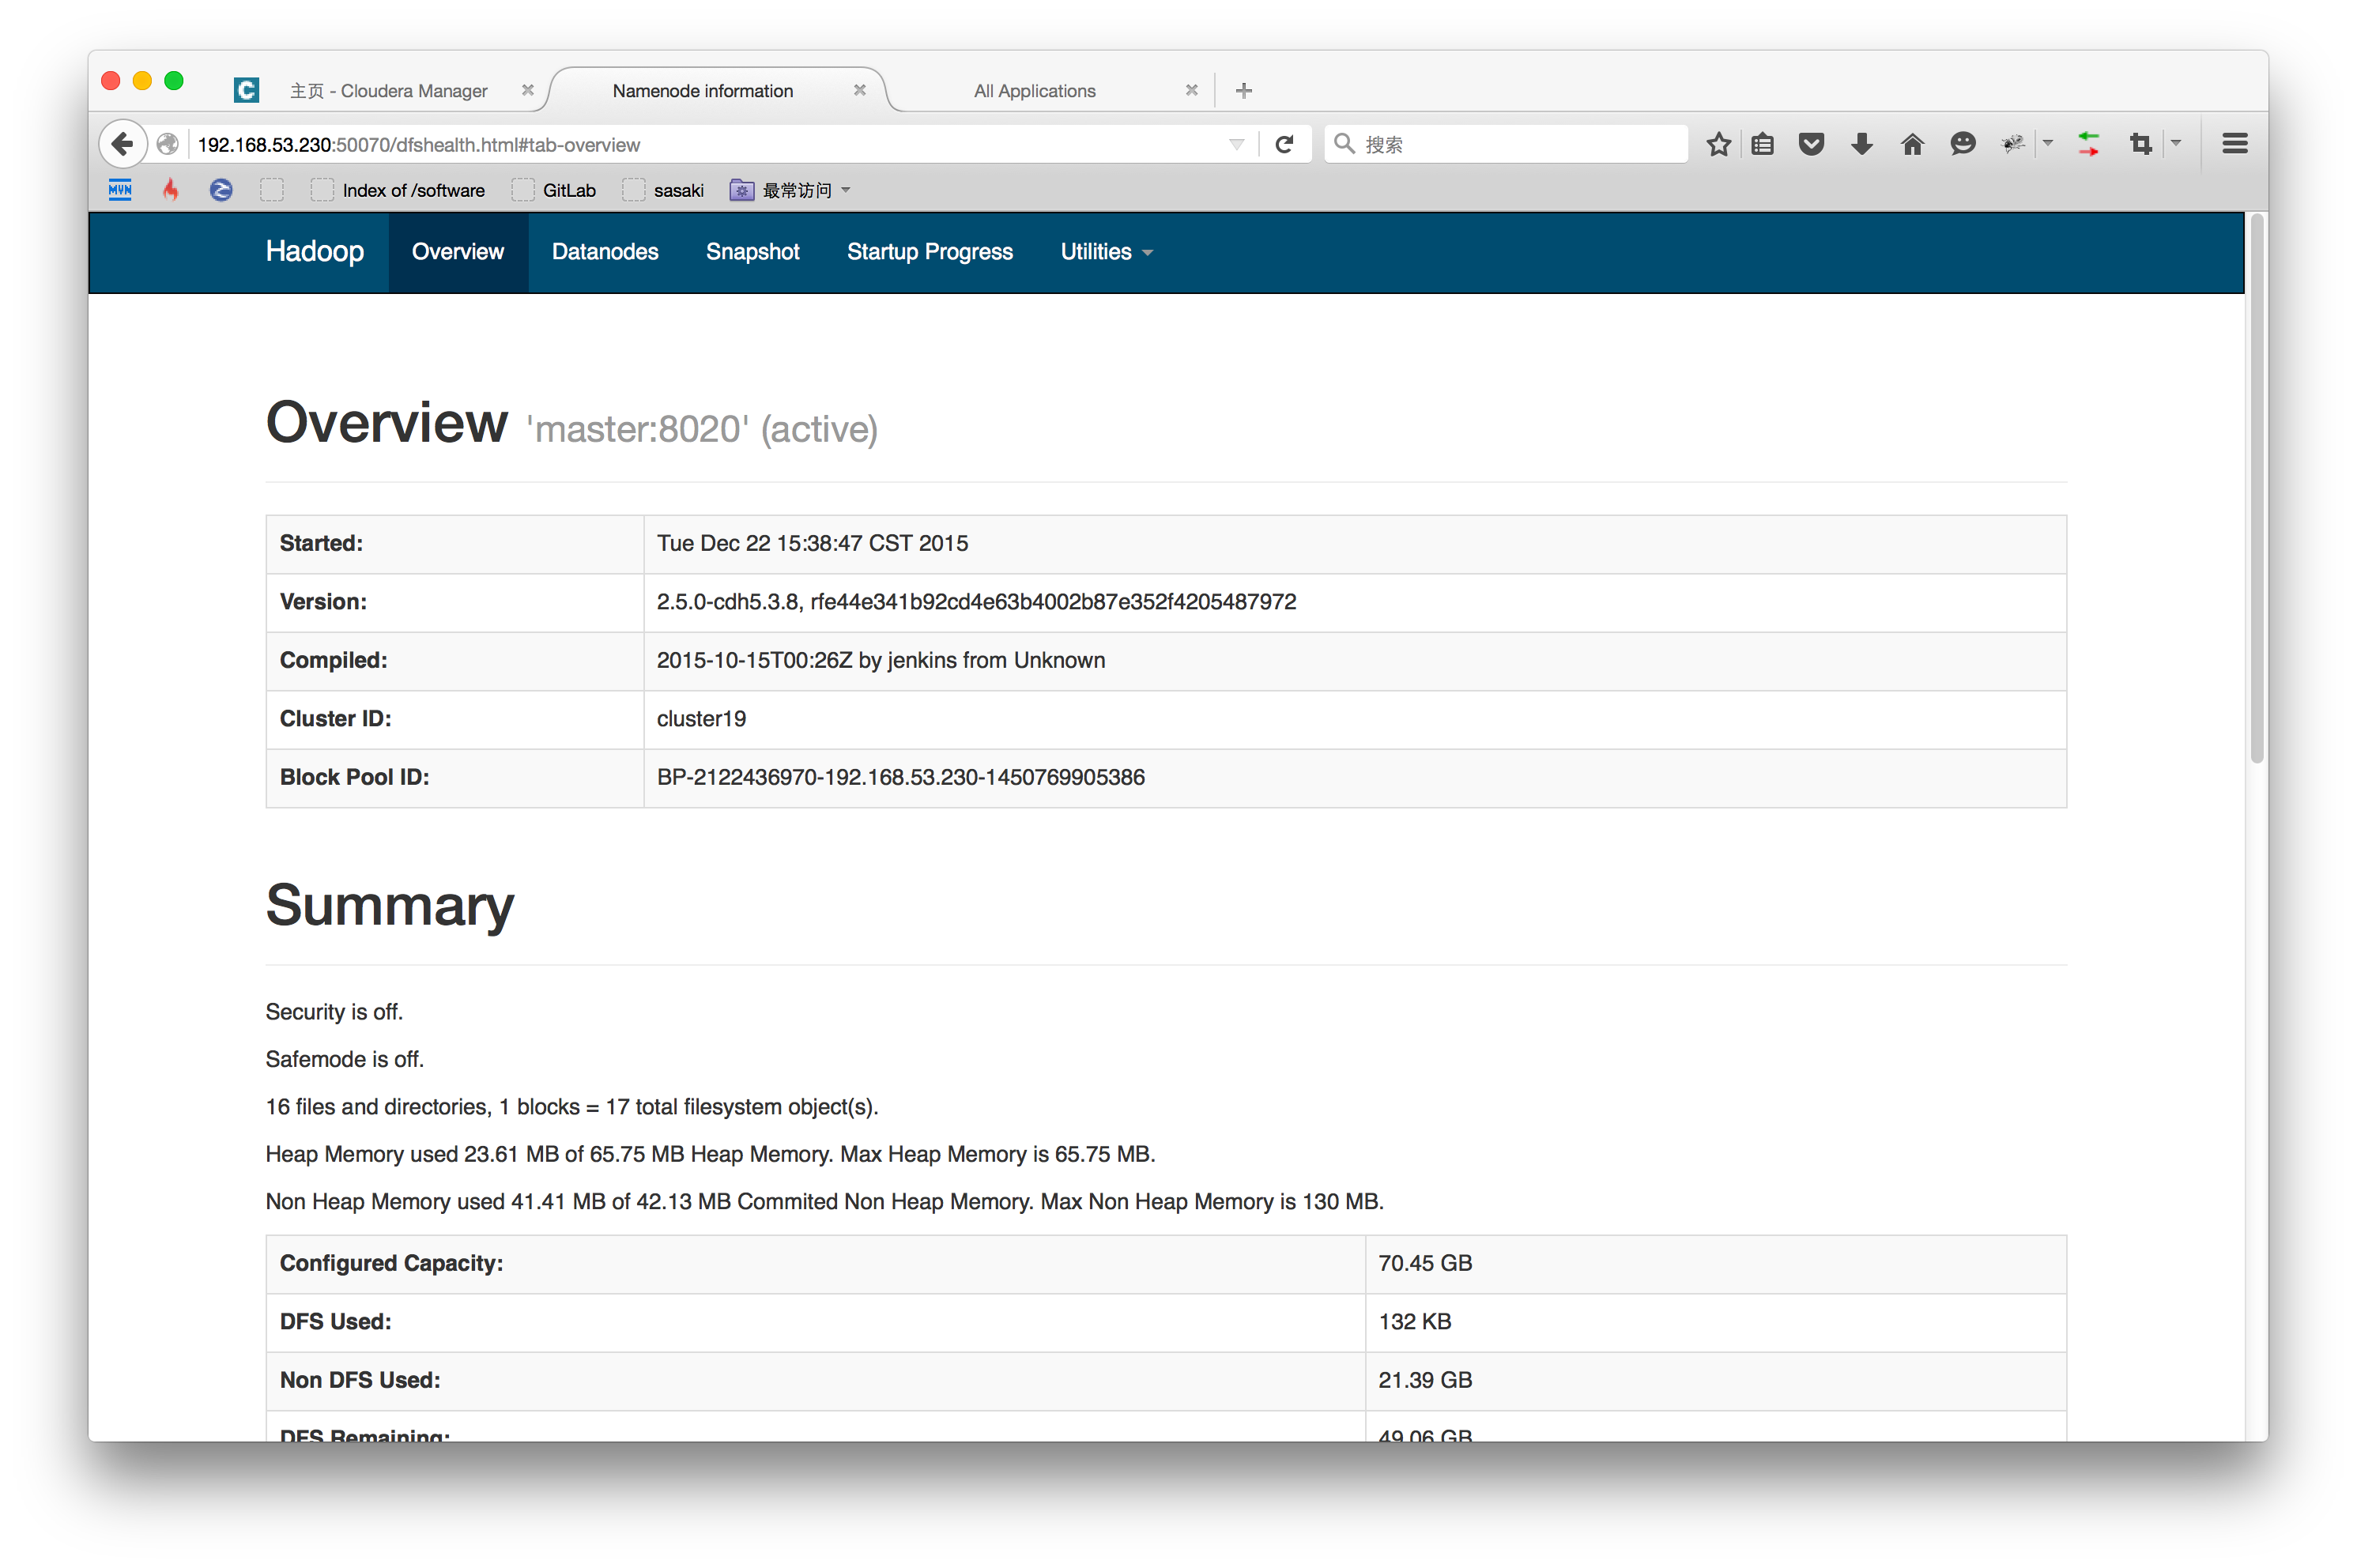 主页 - Cloudera Manager Namenode information All Applications
192.168.53.230:50070/dfshealth.html#tab-overview 搜索
MVN Index of /software GitLab sasaki 最常访问
Hadoop Overview Datanodes Snapshot Startup Progress Utilities
Overview 'master:8020' (active)
Started: Tue Dec 22 15:38:47 CST 2015
Version: 2.5.0-cdh5.3.8, rfe44e341b92cd4e63b4002b87e352f4205487972
Compiled: 2015-10-15T00:26Z by jenkins from Unknown
Cluster ID: cluster19
Block Pool ID: BP-2122436970-192.168.53.230-1450769905386
Summary
Security is off.
Safemode is off.
16 files and directories, 1 blocks = 17 total filesystem object(s).
Heap Memory used 23.61 MB of 65.75 MB Heap Memory. Max Heap Memory is 65.75 MB.
Non Heap Memory used 41.41 MB of 42.13 MB Commited Non Heap Memory. Max Non Heap Memory is 130 MB.
Configured Capacity: 70.45 GB
DFS Used: 132 KB
Non DFS Used: 21.39 GB
DFS Remaining: 49.06 GB